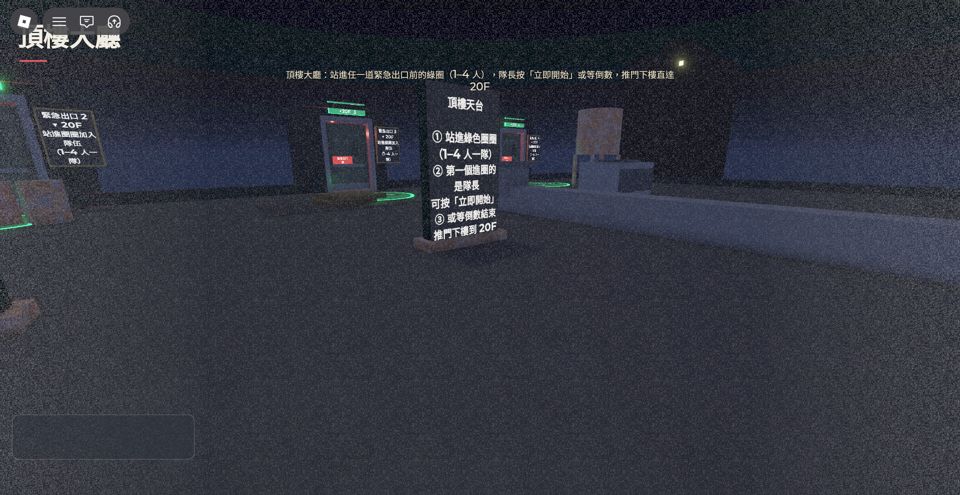 頂樓大廳
頂樓大廳：站進任一道緊急出口前的綠圈（1–4 人），隊長按「立即開始」或等倒數，推門下樓直達
20F
頂樓天台
① 站進綠色圈圈
（1–4 人一隊）
② 第一個進圈的
是隊長
可按「立即開始」
③ 或等倒數結束
推門下樓到 20F
緊急出口 2
▼ 20F
站進圈圈加入
隊伍
（1–4 人一
隊）